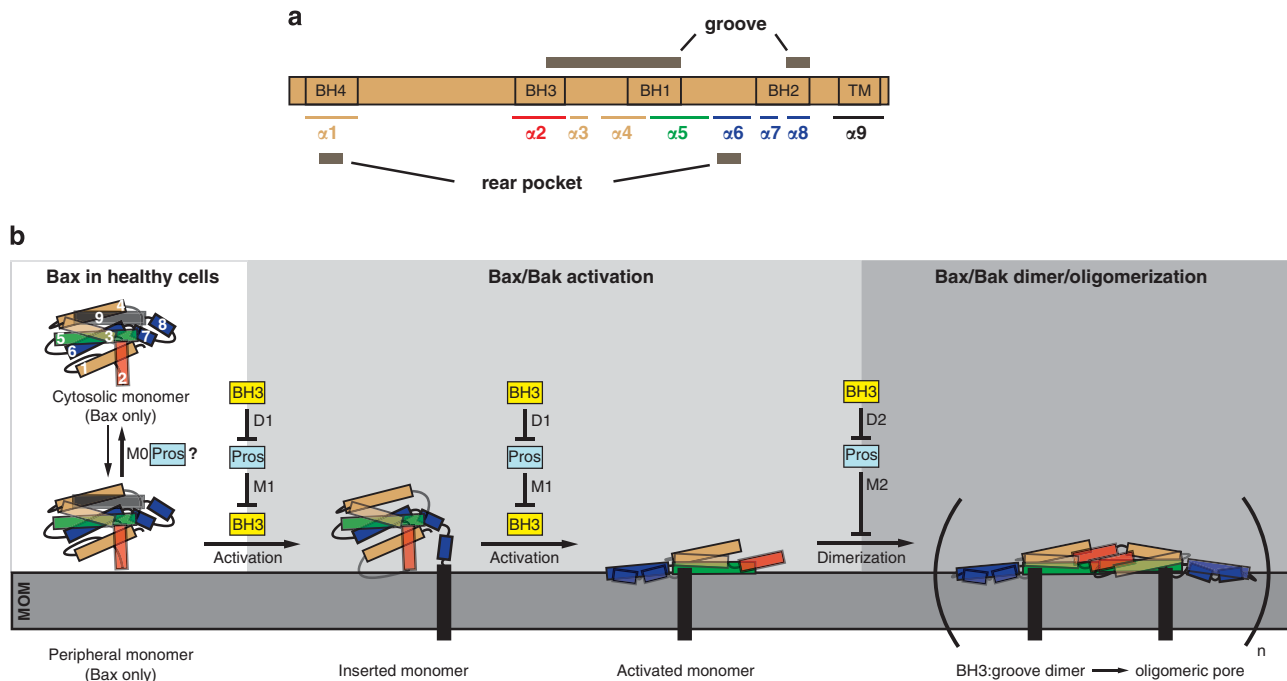 a
groove
BH4 BH3 BH1 BH2 TM
α1 α2 α3 α4 α5 α6 α7 α8 α9
rear pocket
b
Bax in healthy cells
Bax/Bak activation
Bax/Bak dimer/oligomerization
4
9
8
5
3
7
6
1
2
Cytosolic monomer
(Bax only)
M0 Pros ?
BH3
D1
Pros
M1
BH3
Activation
BH3
D1
Pros
M1
BH3
Activation
BH3
D2
Pros
M2
Dimerization
MOM
n
Peripheral monomer
(Bax only)
Inserted monomer
Activated monomer
BH3:groove dimer
oligomeric pore